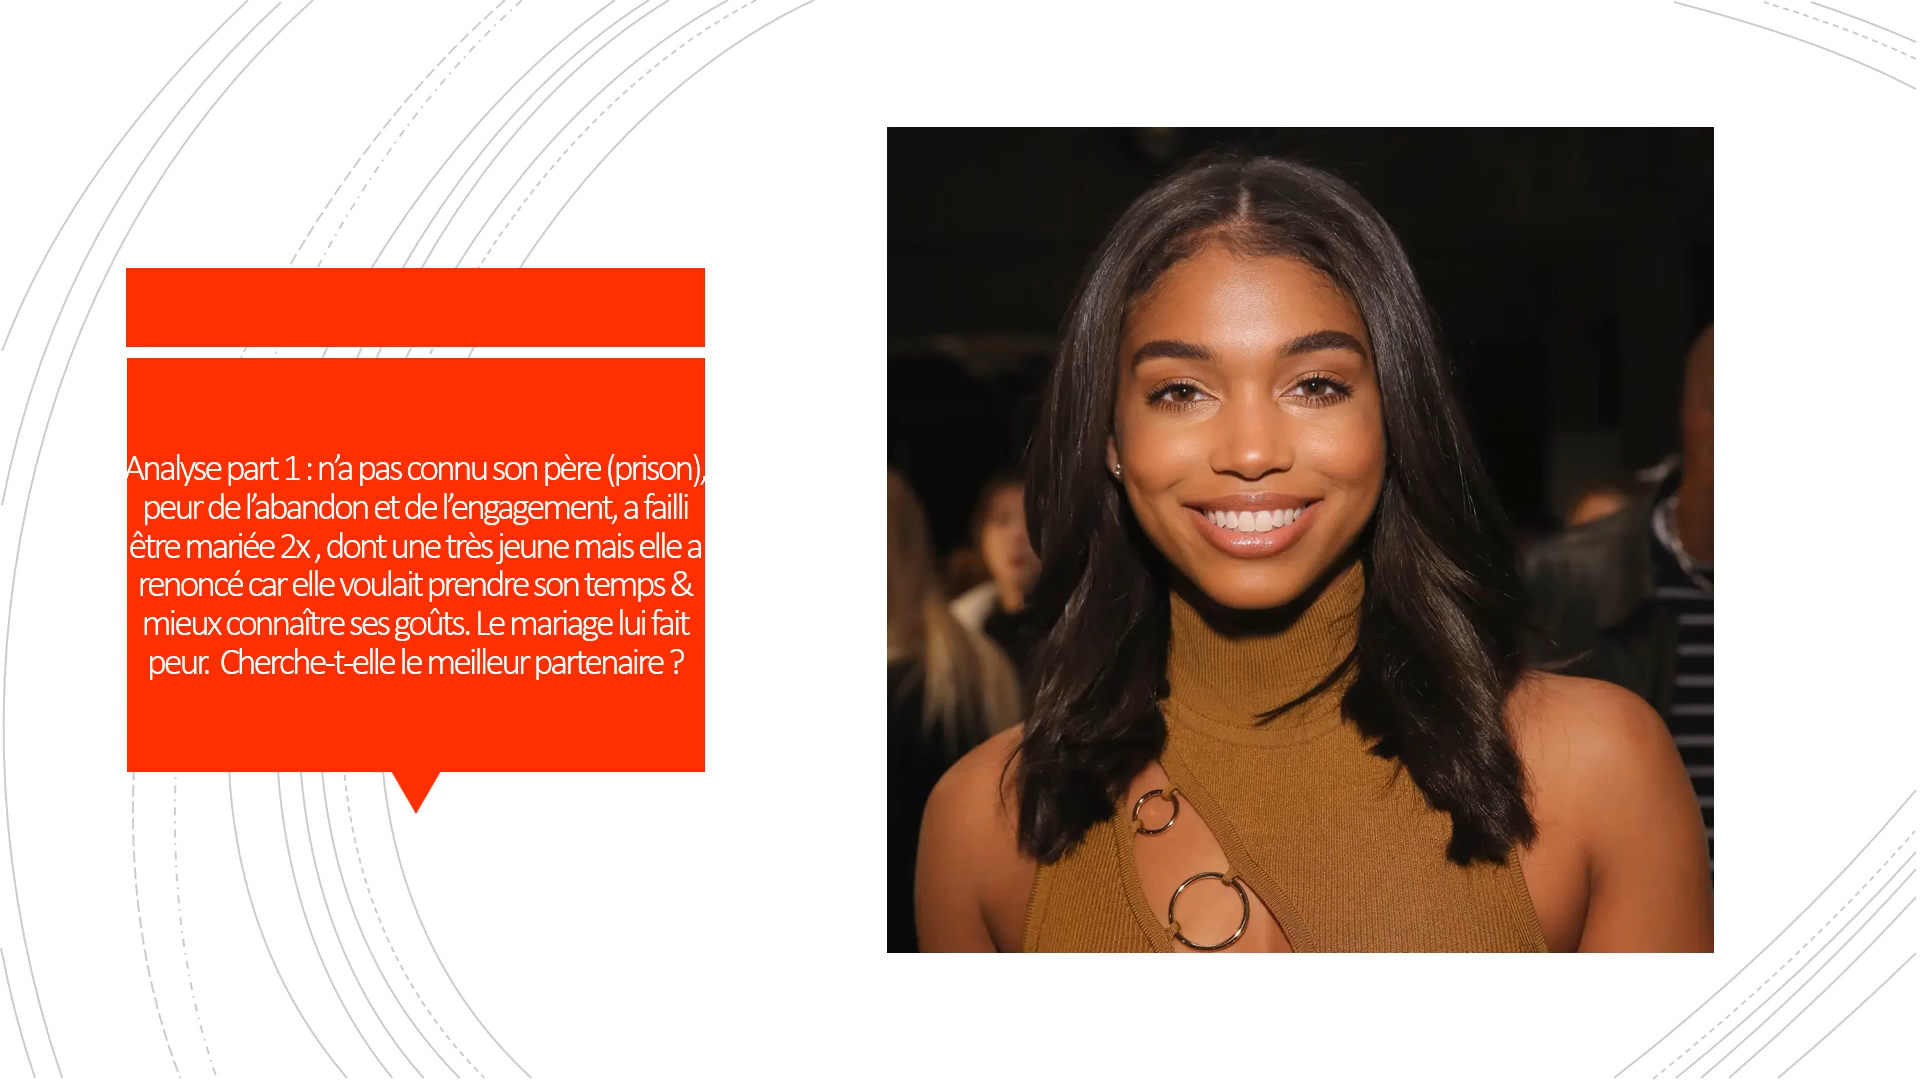 Analyse part 1 : n’a pas connu son père (prison),
peur de l’abandon et de l’engagement, a failli
être mariée 2x , dont une très jeune mais elle a
renoncé car elle voulait prendre son temps &
mieux connaître ses goûts. Le mariage lui fait
peur.  Cherche-t-elle le meilleur partenaire ?